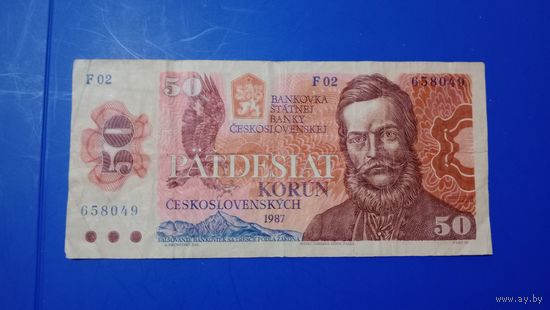 F 02
F 02
658049
50
BANKOVKA
ŠTÁTNEJ
BANKY
ČESKOSLOVENSKEJ
50
PÄŤDESIAT
KORÚN
ČESKOSLOVENSKÝCH
1987
658049
FALŠOVANIE BANKOVIEK SA TRESCE PODĽA ZÁKONA
50
www.ay.by